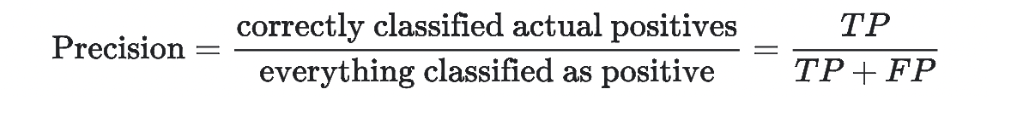 Precision = correctly classified actual positives / everything classified as positive = TP / TP + FP